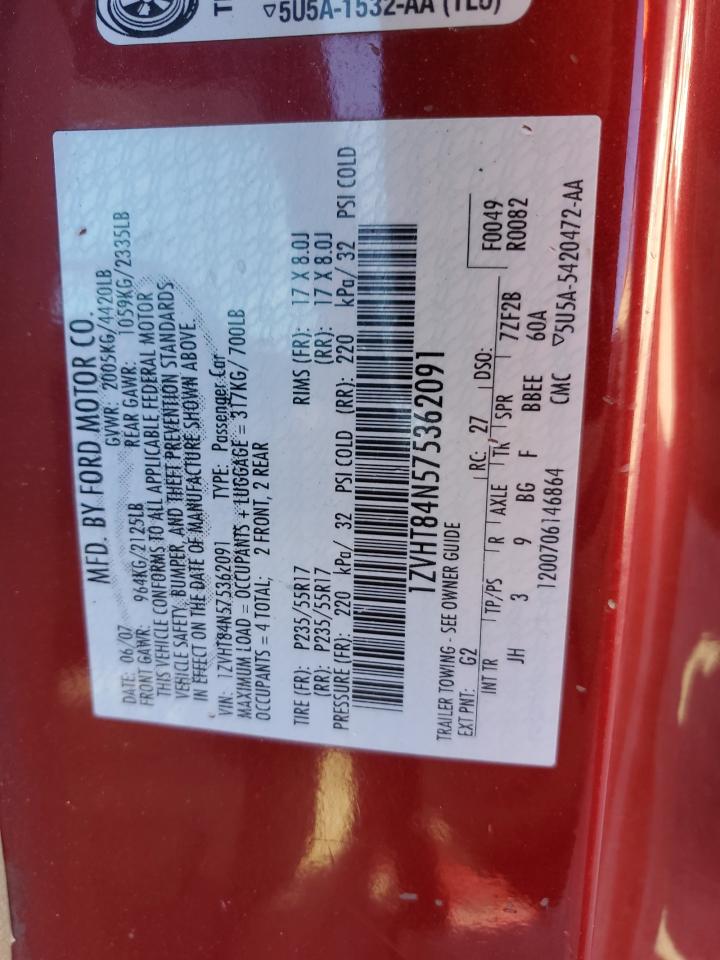 ▽5U5A-1532-AA
MFD. BY FORD MOTOR CO.
DATE: 06/07 GVWR: 2005KG/4420LB
FRONT GAWR: 964KG/2125LB REAR GAWR: 1059KG/2335LB
THIS VEHICLE CONFORMS TO ALL APPLICABLE FEDERAL MOTOR
VEHICLE SAFETY, BUMPER, AND THEFT PREVENTION STANDARDS
IN EFFECT ON THE DATE OF MANUFACTURE SHOWN ABOVE.
VIN: 1ZVHT84N575362091 TYPE: Passenger Car
MAXIMUM LOAD = OCCUPANTS + LUGGAGE = 317KG/ 700LB
OCCUPANTS = 4 TOTAL; 2 FRONT, 2 REAR
TIRE (FR): P235/55R17 RIMS (FR): 17 X 8.0J
(RR): P235/55R17 (RR): 17 X 8.0J
PRESSURE (FR): 220 kPa/ 32 PSI COLD (RR): 220 kPa/ 32 PSI COLD
1ZVHT84N575362091
TRAILER TOWING - SEE OWNER GUIDE
EXT PNT: G2 RC: 27 DSO: F0049
INT TR TP/PS R AXLE TR SPR 7ZF2B R0082
JH 3 9 BG F BBEE 60A
1200706146864 CMC ▽5U5A-5420472-AA